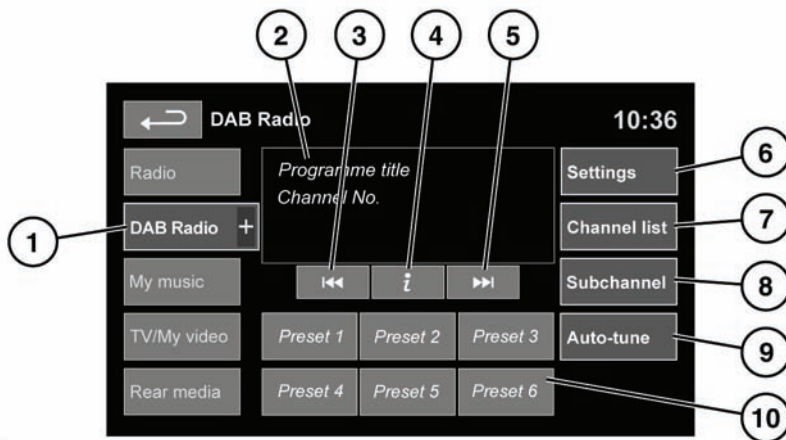 2 3 4 5
DAB Radio 10:36
Radio
Programme title
Channel No.
Settings
6
1
DAB Radio +
Channel list
7
My music
i
Subchannel
8
TV/My video
Preset 1 Preset 2 Preset 3
Auto-tune
9
Rear media
Preset 4 Preset 5 Preset 6
10